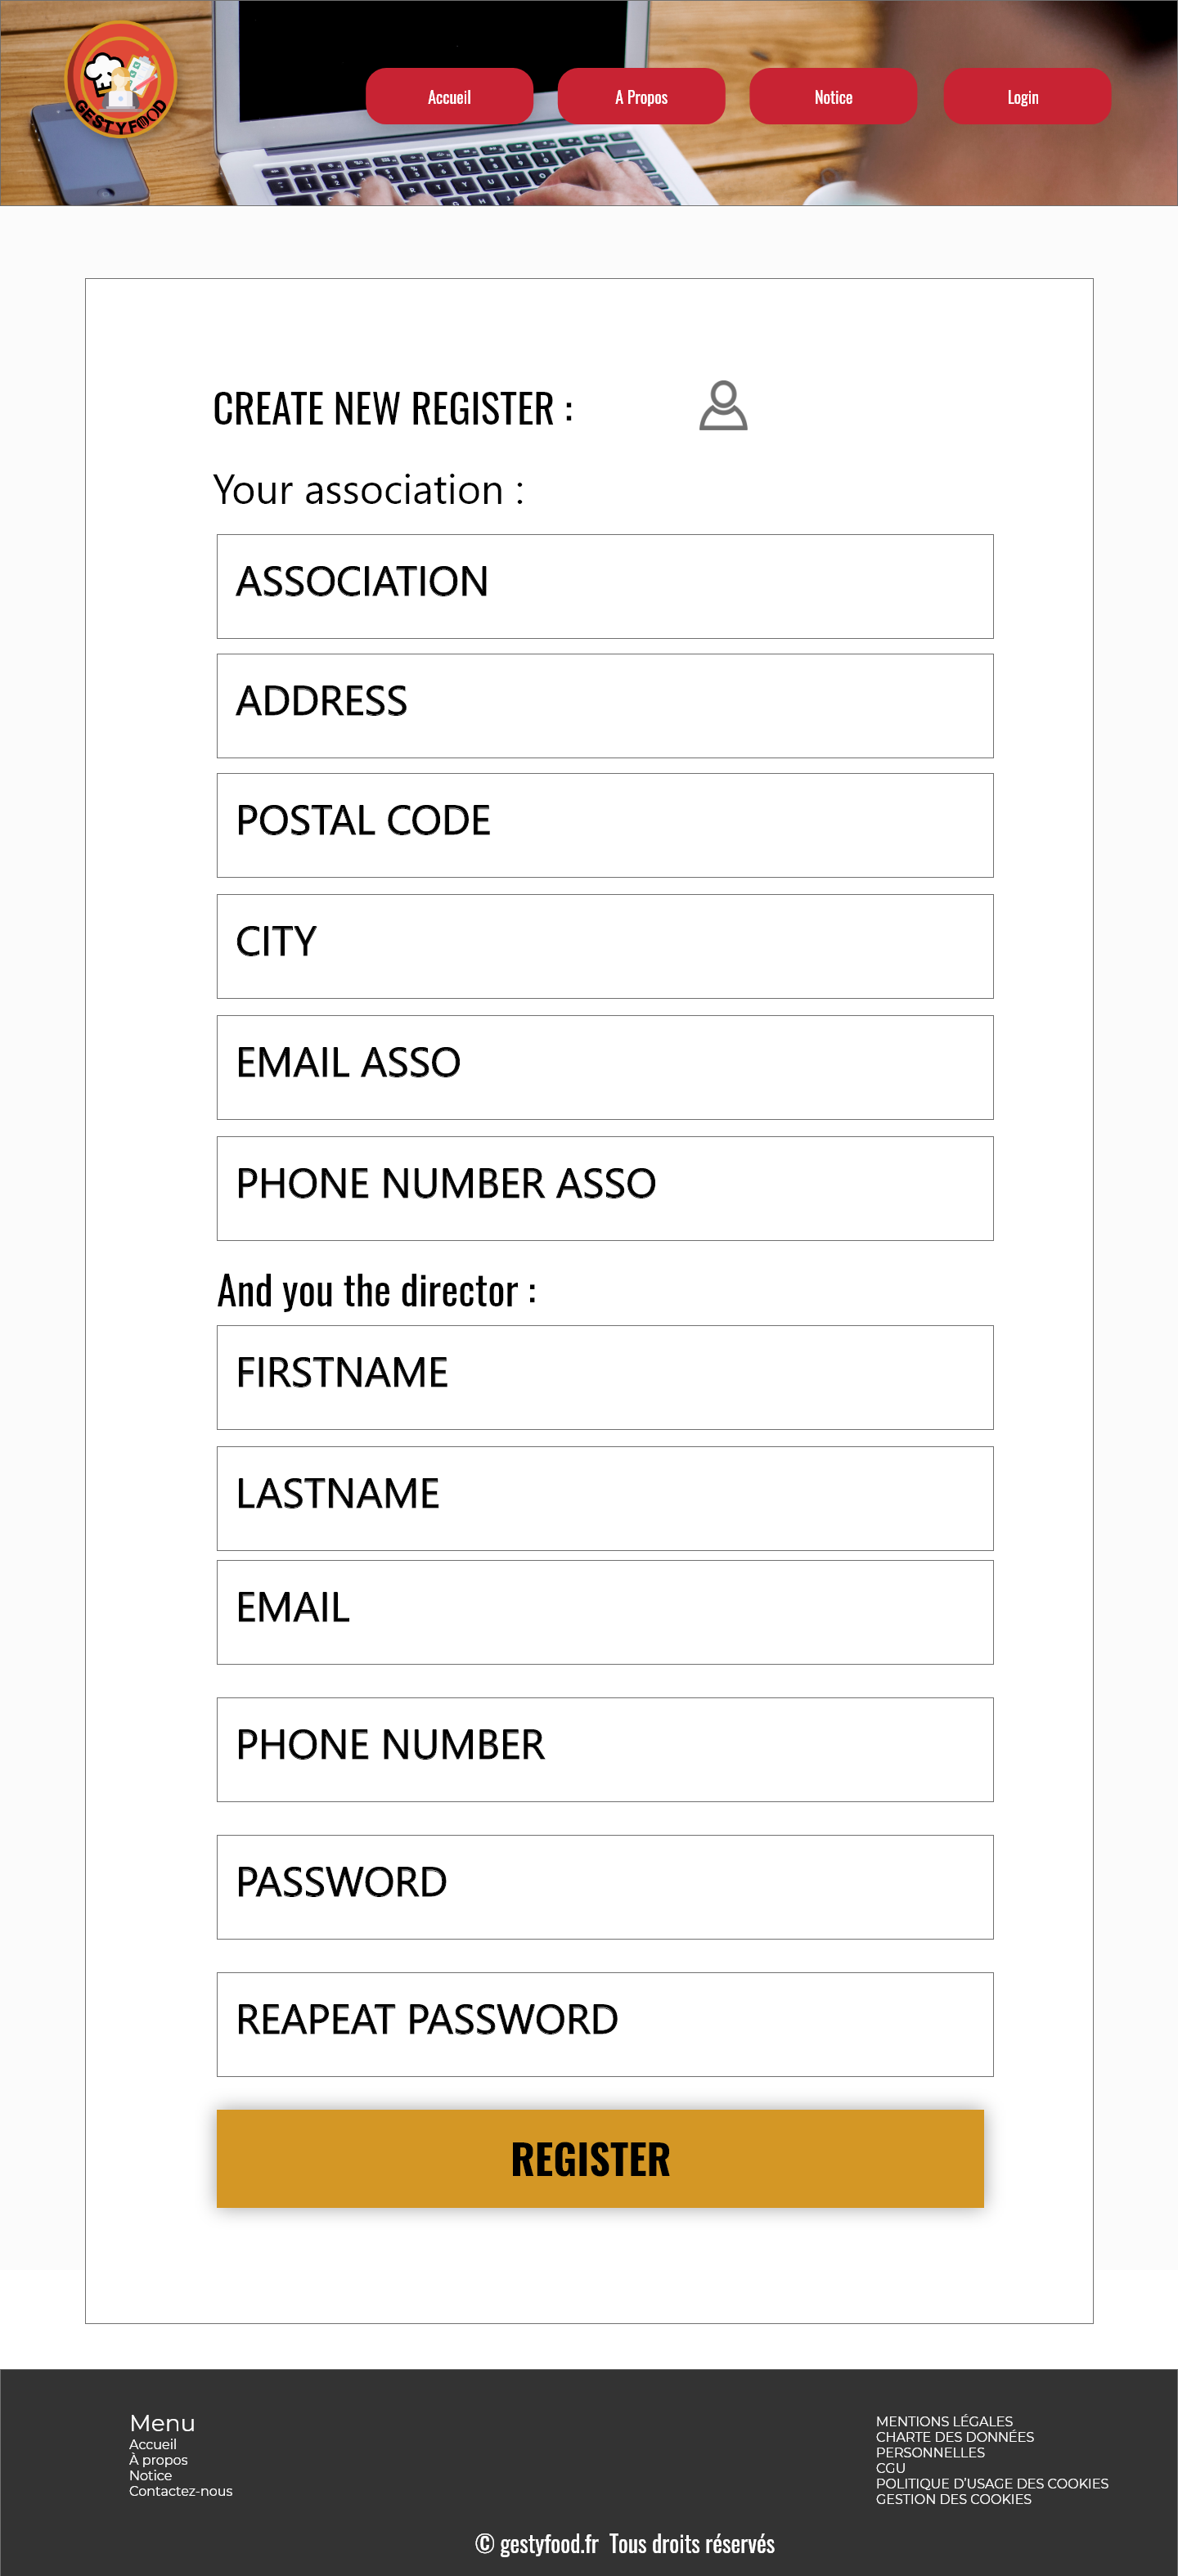 GESTYFOOD
Accueil
A Propos
Notice
Login
CREATE NEW REGISTER :
Your association :
ASSOCIATION
ADDRESS
POSTAL CODE
CITY
EMAIL ASSO
PHONE NUMBER ASSO
And you the director :
FIRSTNAME
LASTNAME
EMAIL
PHONE NUMBER
PASSWORD
REAPEAT PASSWORD
REGISTER
Menu
Accueil
À propos
Notice
Contactez-nous
MENTIONS LÉGALES
CHARTE DES DONNÉES
PERSONNELLES
CGU
POLITIQUE D'USAGE DES COOKIES
GESTION DES COOKIES
© gestyfood.fr Tous droits réservés